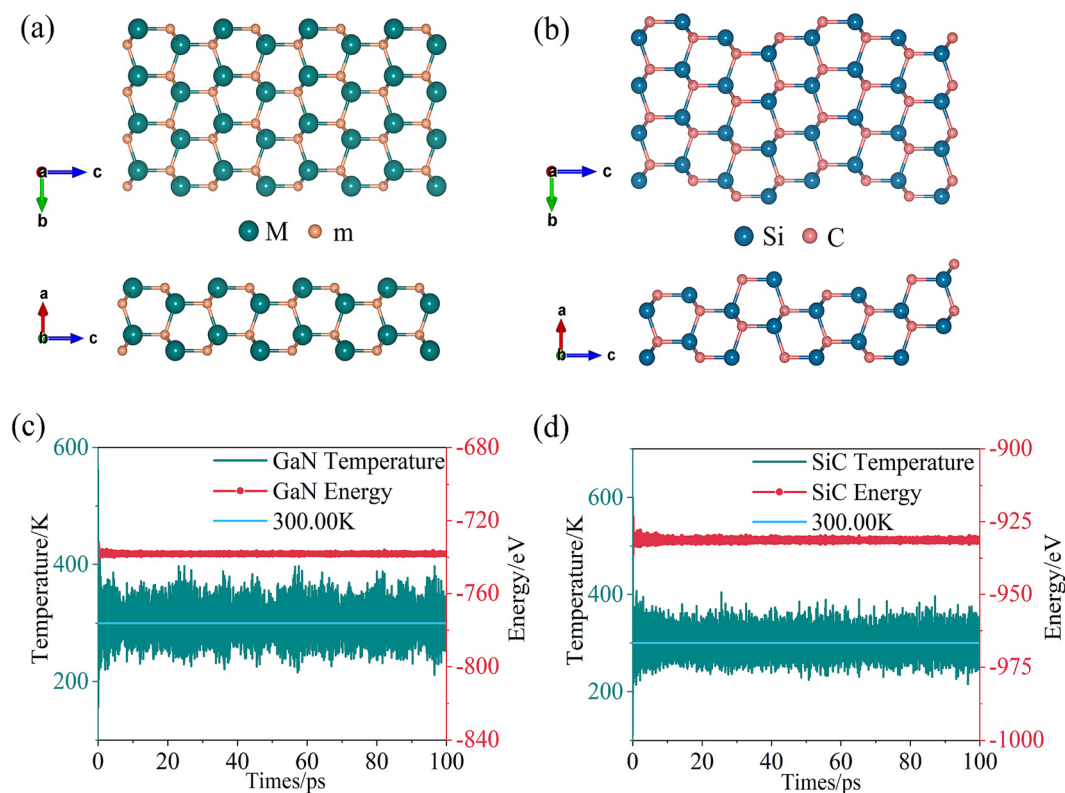 (a)
(b)
a c
b
a c
b
M m
Si C
a
b c
a
b c
(c)
(d)
600
400
200
Temperature/K
GaN Temperature
GaN Energy
300.00K
-680
-720
-760
-800
-840
Energy/eV
0 20 40 60 80 100
Times/ps
600
400
200
Temperature/K
SiC Temperature
SiC Energy
300.00K
-900
-925
-950
-975
-1000
Energy/eV
0 20 40 60 80 100
Times/ps